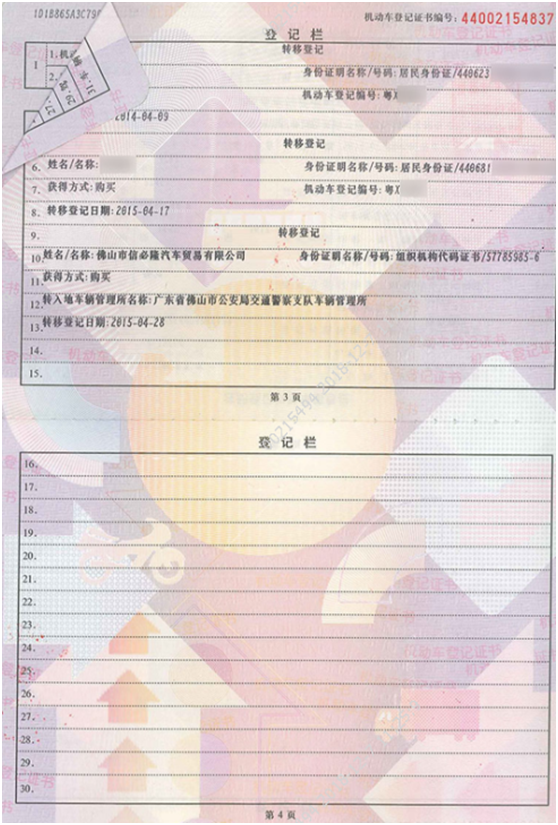 1D1B865A3C79
机动车登记证书编号: 44002154837
登记栏
转移登记
1.机动
身份证明名称/号码:居民身份证/440623
机动车登记编号:粤X
2014-04-09
转移登记
6. 姓名/名称: 身份证明名称/号码:居民身份证/440681
7. 获得方式:购买 机动车登记编号:粤X
8. 转移登记日期:2015-04-17
9. 转移登记
10. 姓名/名称:佛山市信必隆汽车贸易有限公司 身份证明名称/号码:组织机构代码证书/57785985-6
11. 获得方式:购买
12. 转入地车辆管理所名称:广东省佛山市公安局交通警察支队车辆管理所
13. 转移登记日期:2015-04-28
14.
15.
第 3 页
登记栏
16.
17.
18.
19.
20.
21.
22.
23.
24.
25.
26.
27.
28.
29.
30.
第 4 页